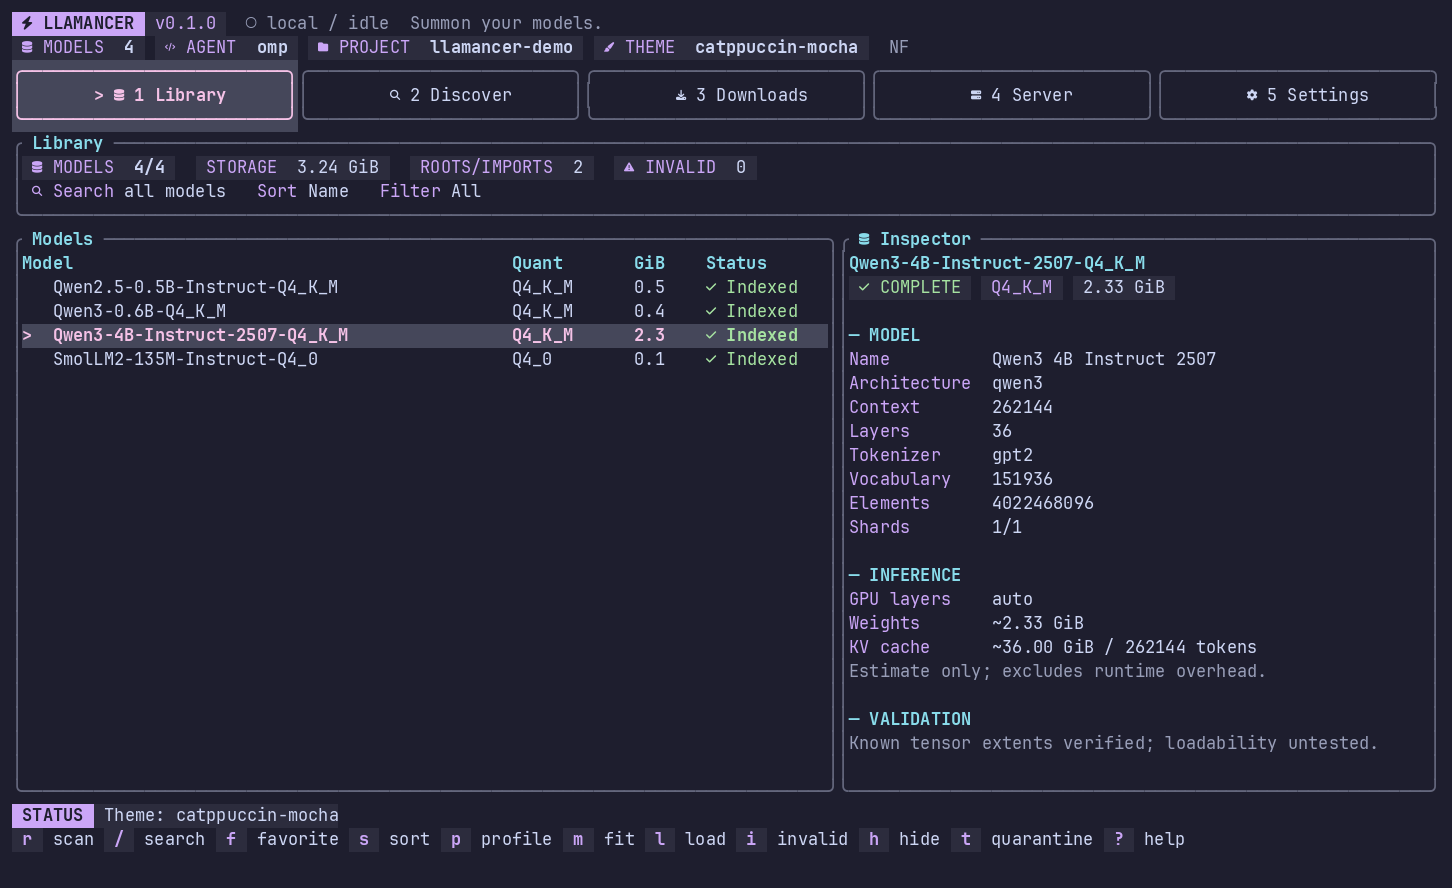 LLAMANCER v0.1.0 local / idle Summon your models.
MODELS 4 AGENT omp PROJECT llamancer-demo THEME catppuccin-mocha NF
> 1 Library 2 Discover 3 Downloads 4 Server 5 Settings
Library
MODELS 4/4 STORAGE 3.24 GiB ROOTS/IMPORTS 2 INVALID 0
Search all models Sort Name Filter All
Models
Model Quant GiB Status
Qwen2.5-0.5B-Instruct-Q4_K_M Q4_K_M 0.5 ✓ Indexed
Qwen3-0.6B-Q4_K_M Q4_K_M 0.4 ✓ Indexed
> Qwen3-4B-Instruct-2507-Q4_K_M Q4_K_M 2.3 ✓ Indexed
SmolLM2-135M-Instruct-Q4_0 Q4_0 0.1 ✓ Indexed
Inspector
Qwen3-4B-Instruct-2507-Q4_K_M
✓ COMPLETE Q4_K_M 2.33 GiB
— MODEL
Name Qwen3 4B Instruct 2507
Architecture qwen3
Context 262144
Layers 36
Tokenizer gpt2
Vocabulary 151936
Elements 4022468096
Shards 1/1
— INFERENCE
GPU layers auto
Weights ~2.33 GiB
KV cache ~36.00 GiB / 262144 tokens
Estimate only; excludes runtime overhead.
— VALIDATION
Known tensor extents verified; loadability untested.
STATUS Theme: catppuccin-mocha
r scan / search f favorite s sort p profile m fit l load i invalid h hide t quarantine ? help